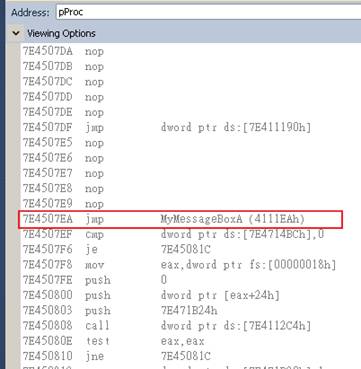 Address: pProc
Viewing Options
7E4507DA nop
7E4507DB nop
7E4507DC nop
7E4507DD nop
7E4507DE nop
7E4507DF jmp dword ptr ds:[7E411190h]
7E4507E5 nop
7E4507E6 nop
7E4507E7 nop
7E4507E8 nop
7E4507E9 nop
7E4507EA jmp MyMessageBoxA (4111EAh)
7E4507EF cmp dword ptr ds:[7E4714BCh],0
7E4507F6 je 7E45081C
7E4507F8 mov eax,dword ptr fs:[00000018h]
7E4507FE push 0
7E450800 push dword ptr [eax+24h]
7E450803 push 7E471B24h
7E450808 call dword ptr ds:[7E4112C4h]
7E45080E test eax,eax
7E450810 jne 7E45081C